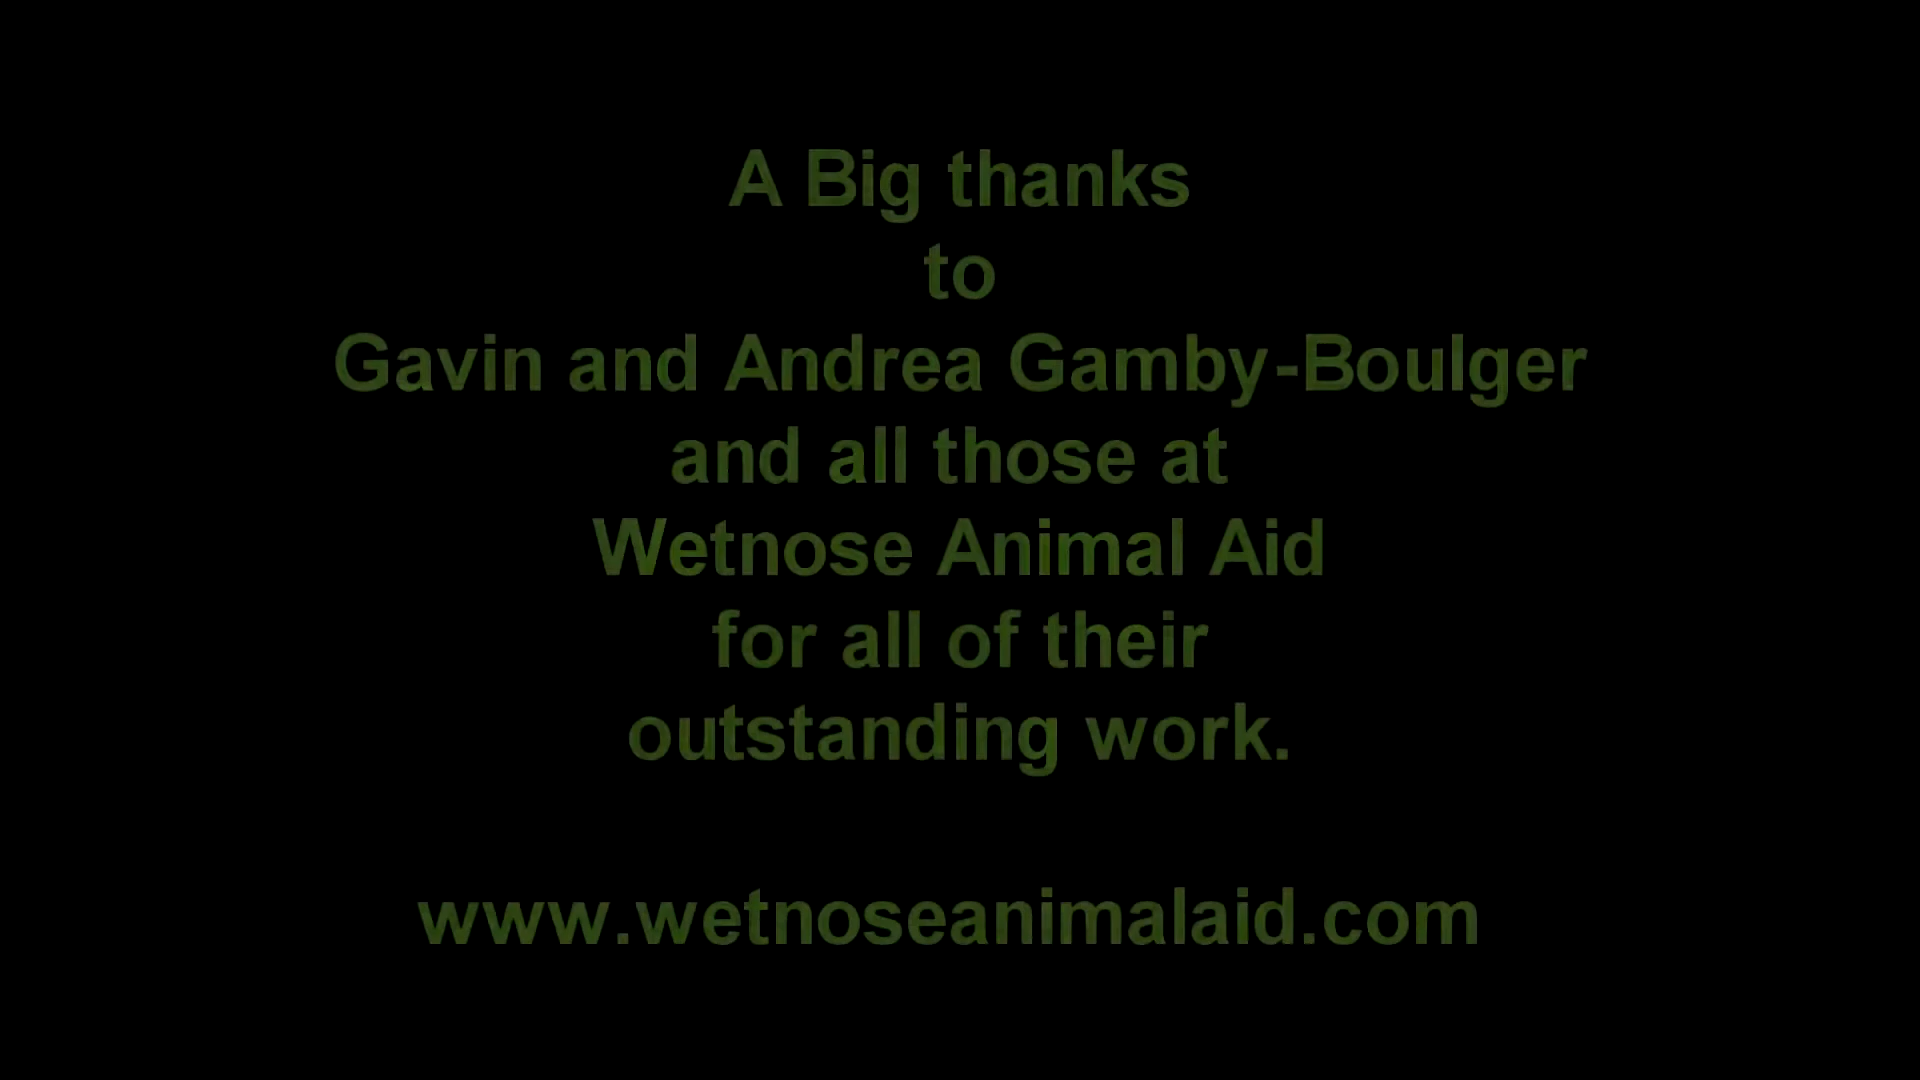 A Big thanks
to
Gavin and Andrea Gamby-Boulger
and all those at
Wetnose Animal Aid
for all of their
outstanding work.
www.wetnoseanimalaid.com